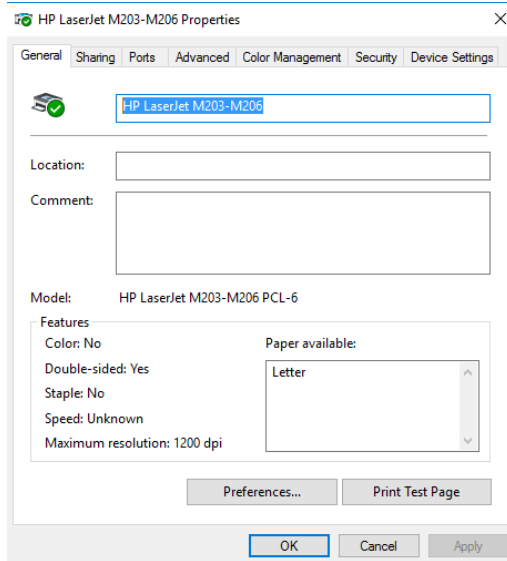 HP LaserJet M203-M206 Properties
General Sharing Ports Advanced Color Management Security Device Settings
HP LaserJet M203-M206
Location:
Comment:
Model: HP LaserJet M203-M206 PCL-6
Features
Color: No
Paper available:
Double-sided: Yes
Letter
Staple: No
Speed: Unknown
Maximum resolution: 1200 dpi
Preferences... Print Test Page
OK Cancel Apply